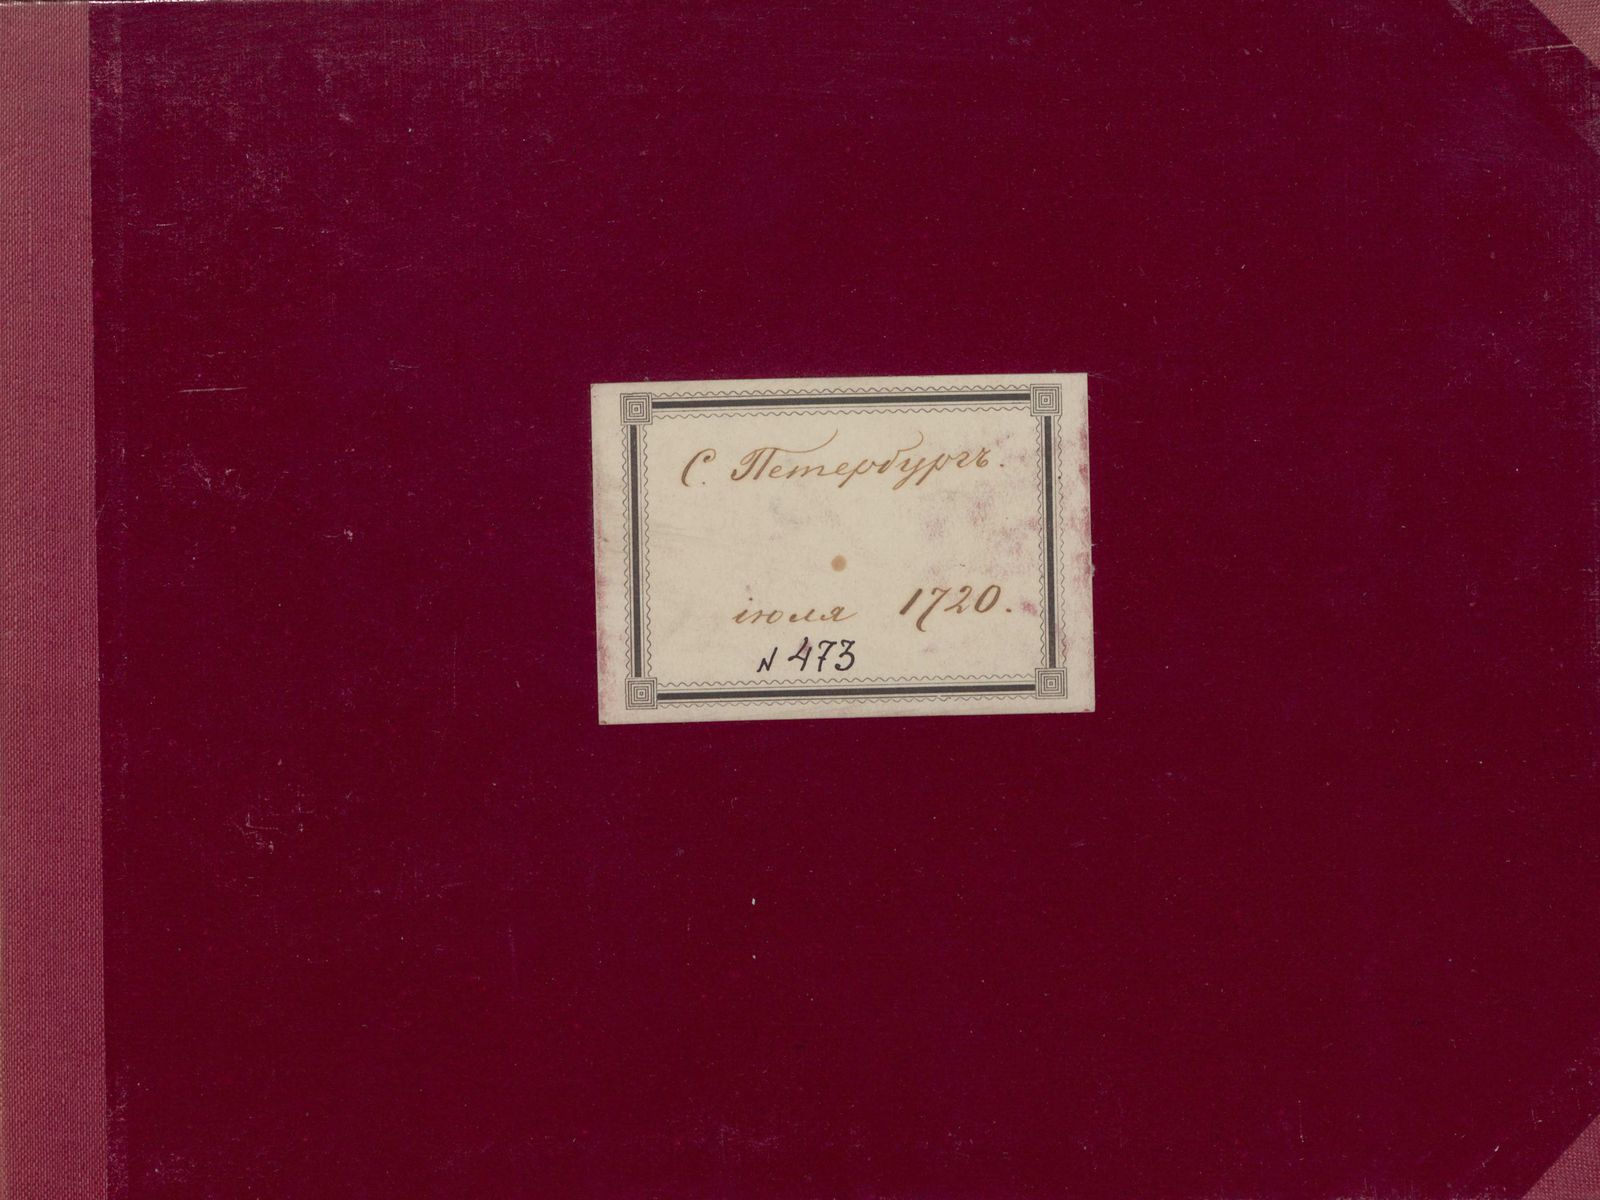 С. Петербургъ.
іюля 1720.
N 473